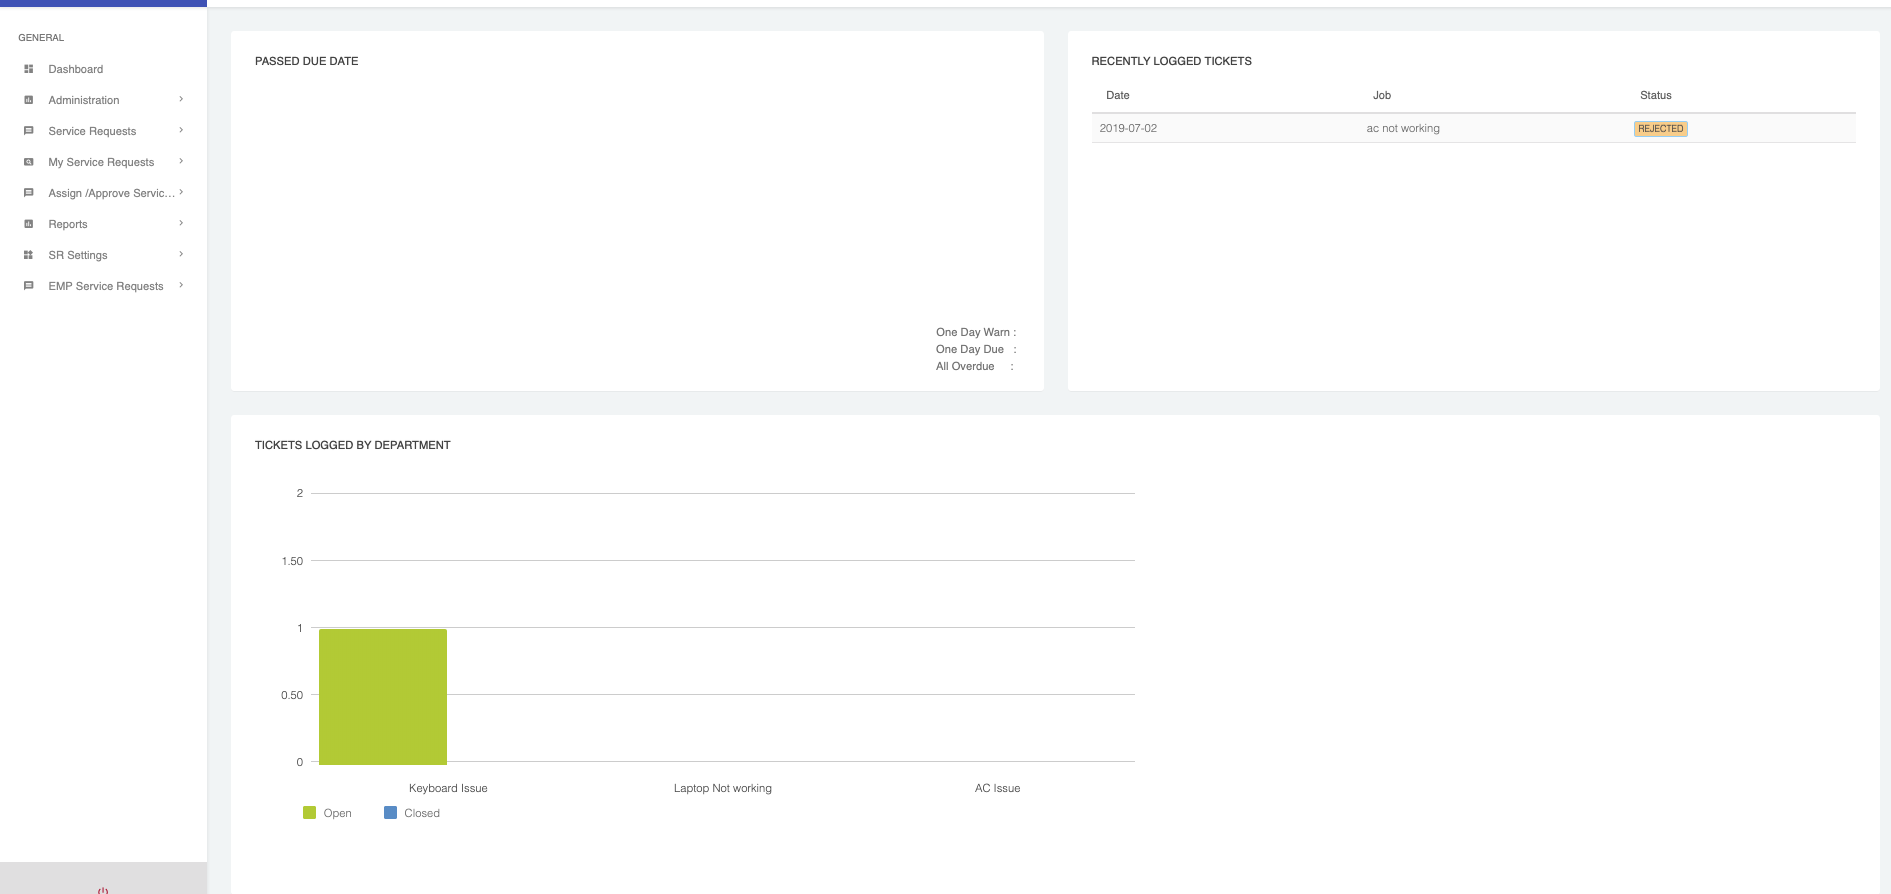 GENERAL
Dashboard
Administration
Service Requests
My Service Requests
Assign /Approve Servic...
Reports
SR Settings
EMP Service Requests
PASSED DUE DATE
One Day Warn :
One Day Due :
All Overdue :
RECENTLY LOGGED TICKETS
Date Job Status
2019-07-02 ac not working REJECTED
TICKETS LOGGED BY DEPARTMENT
2
1.50
1
0.50
0
Keyboard Issue Laptop Not working AC Issue
Open Closed